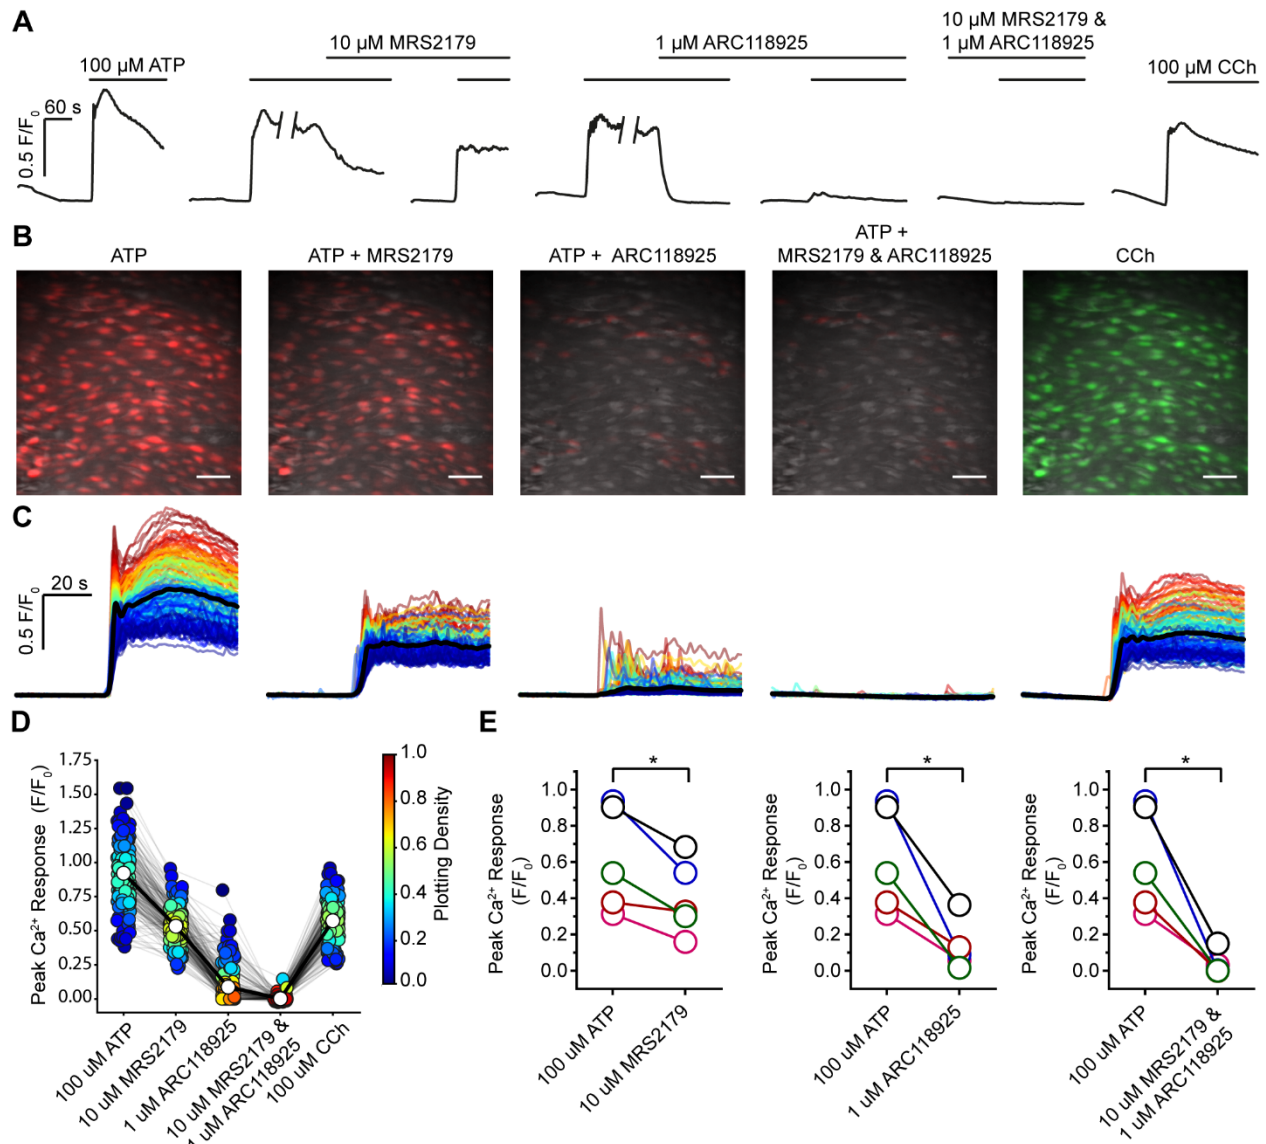 A
10 µM MRS2179 &
10 µM MRS2179
1 µM ARC118925
1 µM ARC118925
100 µM ATP
100 µM CCh
60 s
0.5 F/F0
B
ATP
ATP + MRS2179
ATP + ARC118925
ATP +
MRS2179 & ARC118925
CCh
C
20 s
0.5 F/F0
D
1.75
1.50
1.25
1.00
0.75
0.50
0.25
0.00
Peak Ca2+ Response (F/F0)
100 uM ATP
10 uM MRS2179
1 uM ARC118925
10 uM MRS2179 &
1 uM ARC118925
100 uM CCh
1.0
0.8
0.6
0.4
0.2
0.0
Plotting Density
E
*
1.0
0.8
0.6
0.4
0.2
0.0
Peak Ca2+ Response
(F/F0)
100 uM ATP
10 uM MRS2179
*
1.0
0.8
0.6
0.4
0.2
0.0
Peak Ca2+ Response
(F/F0)
100 uM ATP
1 uM ARC118925
*
1.0
0.8
0.6
0.4
0.2
0.0
Peak Ca2+ Response
(F/F0)
100 uM ATP
10 uM MRS2179 &
1 uM ARC118925